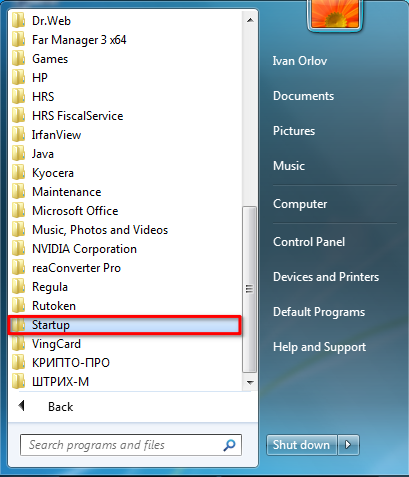 Dr.Web
Far Manager 3 x64
Games
HP
HRS
HRS FiscalService
IrfanView
Java
Kyocera
Maintenance
Microsoft Office
Music, Photos and Videos
NVIDIA Corporation
reaConverter Pro
Regula
Rutoken
Startup
VingCard
КРИПТО-ПРО
ШТРИХ-М
Back
Search programs and files
Ivan Orlov
Documents
Pictures
Music
Computer
Control Panel
Devices and Printers
Default Programs
Help and Support
Shut down